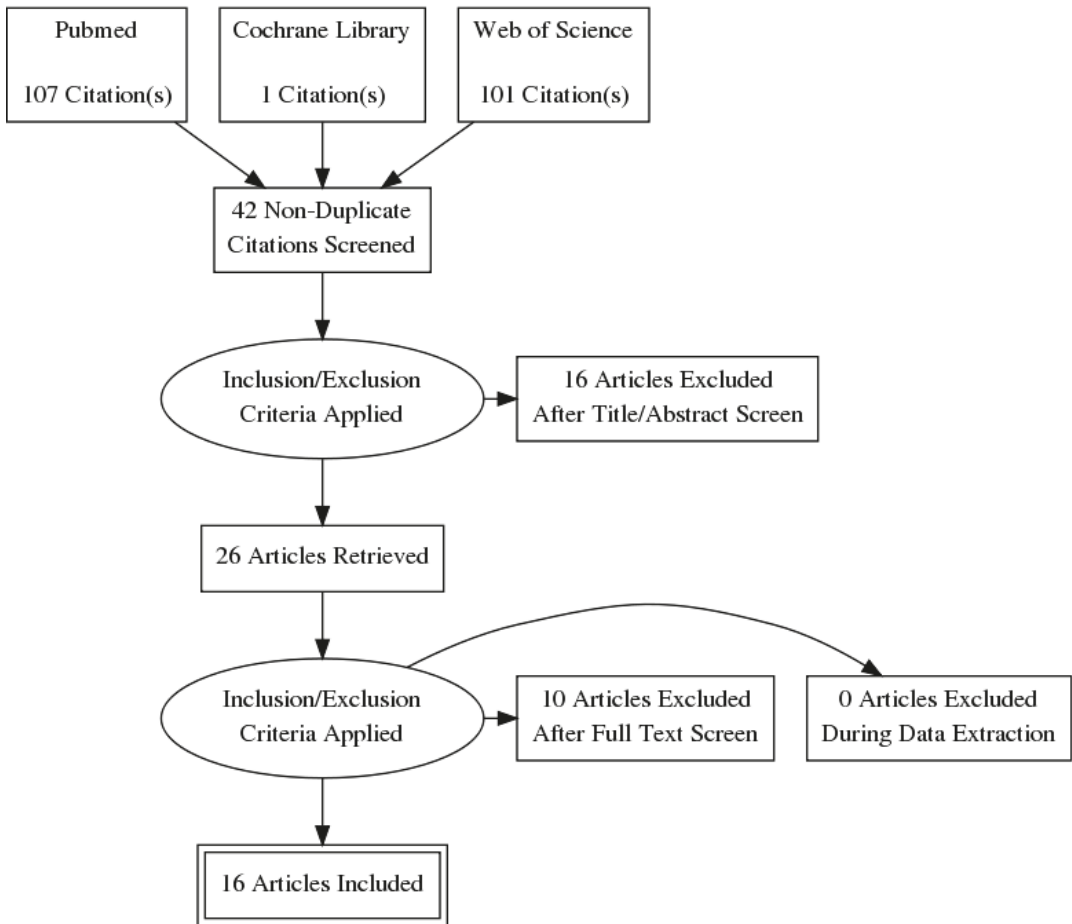 Pubmed
107 Citation(s)
Cochrane Library
1 Citation(s)
Web of Science
101 Citation(s)
42 Non-Duplicate
Citations Screened
Inclusion/Exclusion
Criteria Applied
16 Articles Excluded
After Title/Abstract Screen
26 Articles Retrieved
Inclusion/Exclusion
Criteria Applied
10 Articles Excluded
After Full Text Screen
0 Articles Excluded
During Data Extraction
16 Articles Included